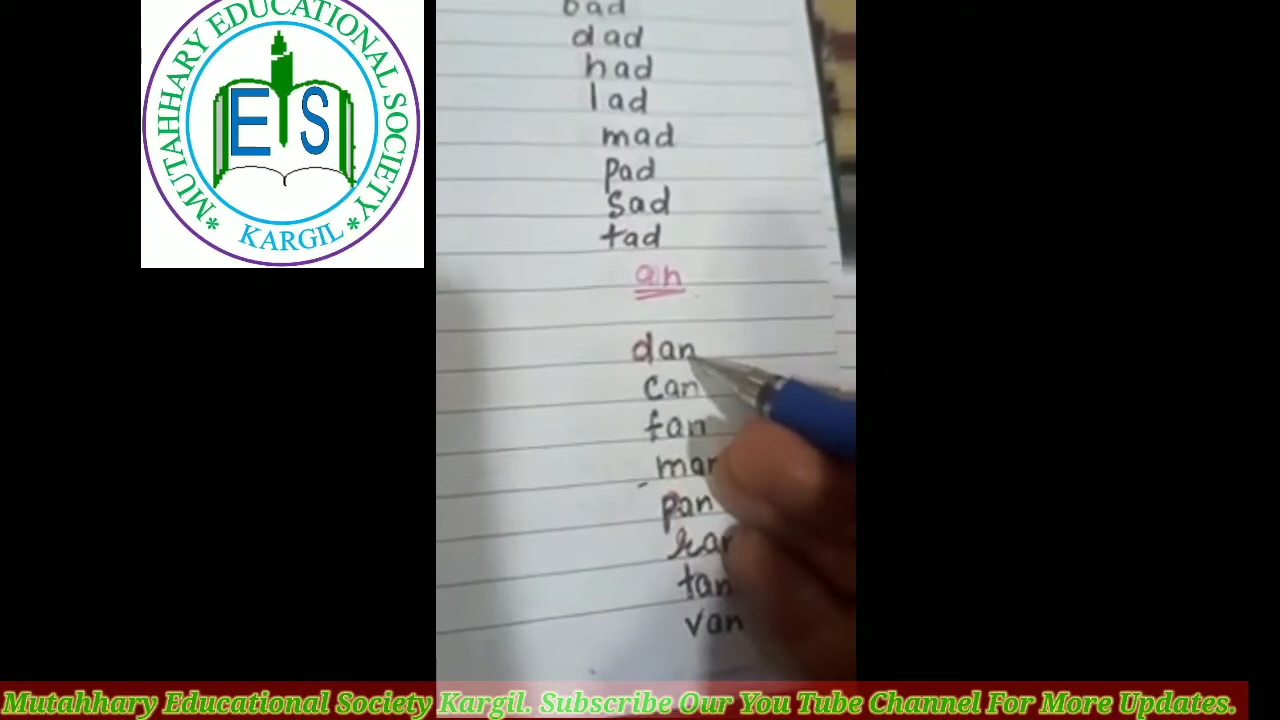 MUTAHHARY EDUCATIONAL SOCIETY
E S
* KARGIL *
bad
dad
had
lad
mad
pad
sad
tad
an
dan
can
fan
man
pan
ran
tan
van
Mutahhary Educational Society Kargil. Subscribe Our You Tube Channel For More Updates.